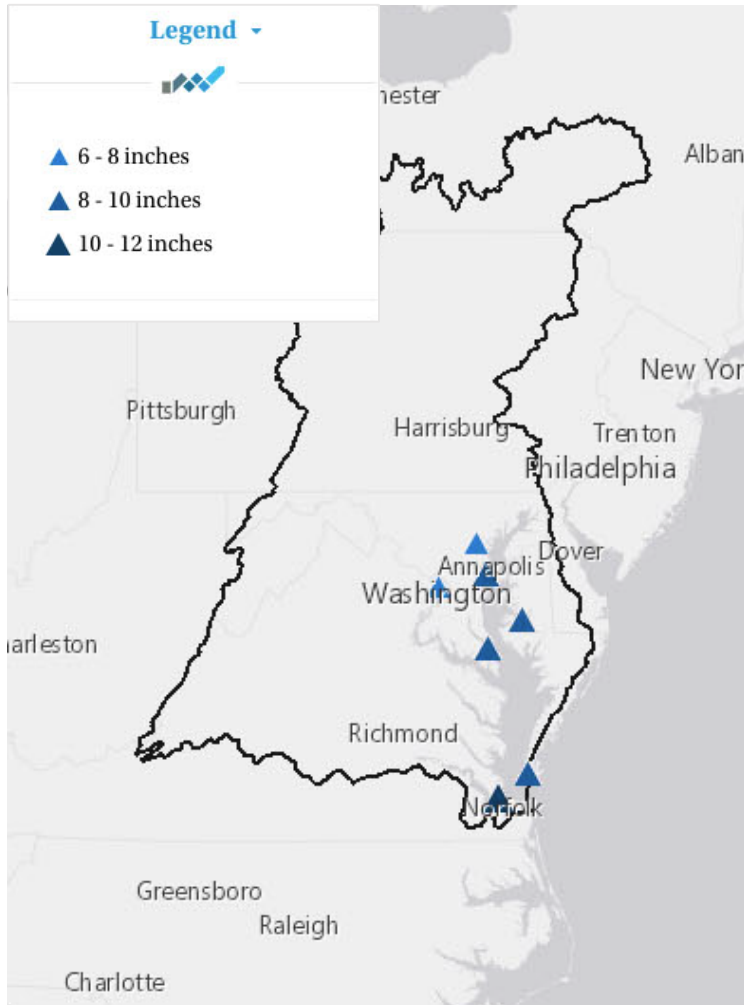 Legend
hester
6 - 8 inches
Alban
8 - 10 inches
10 - 12 inches
New Yor
Pittsburgh
Harrisburg
Trenton
Philadelphia
Dover
Annapolis
Washington
arleston
Richmond
Norfolk
Greensboro
Raleigh
Charlotte